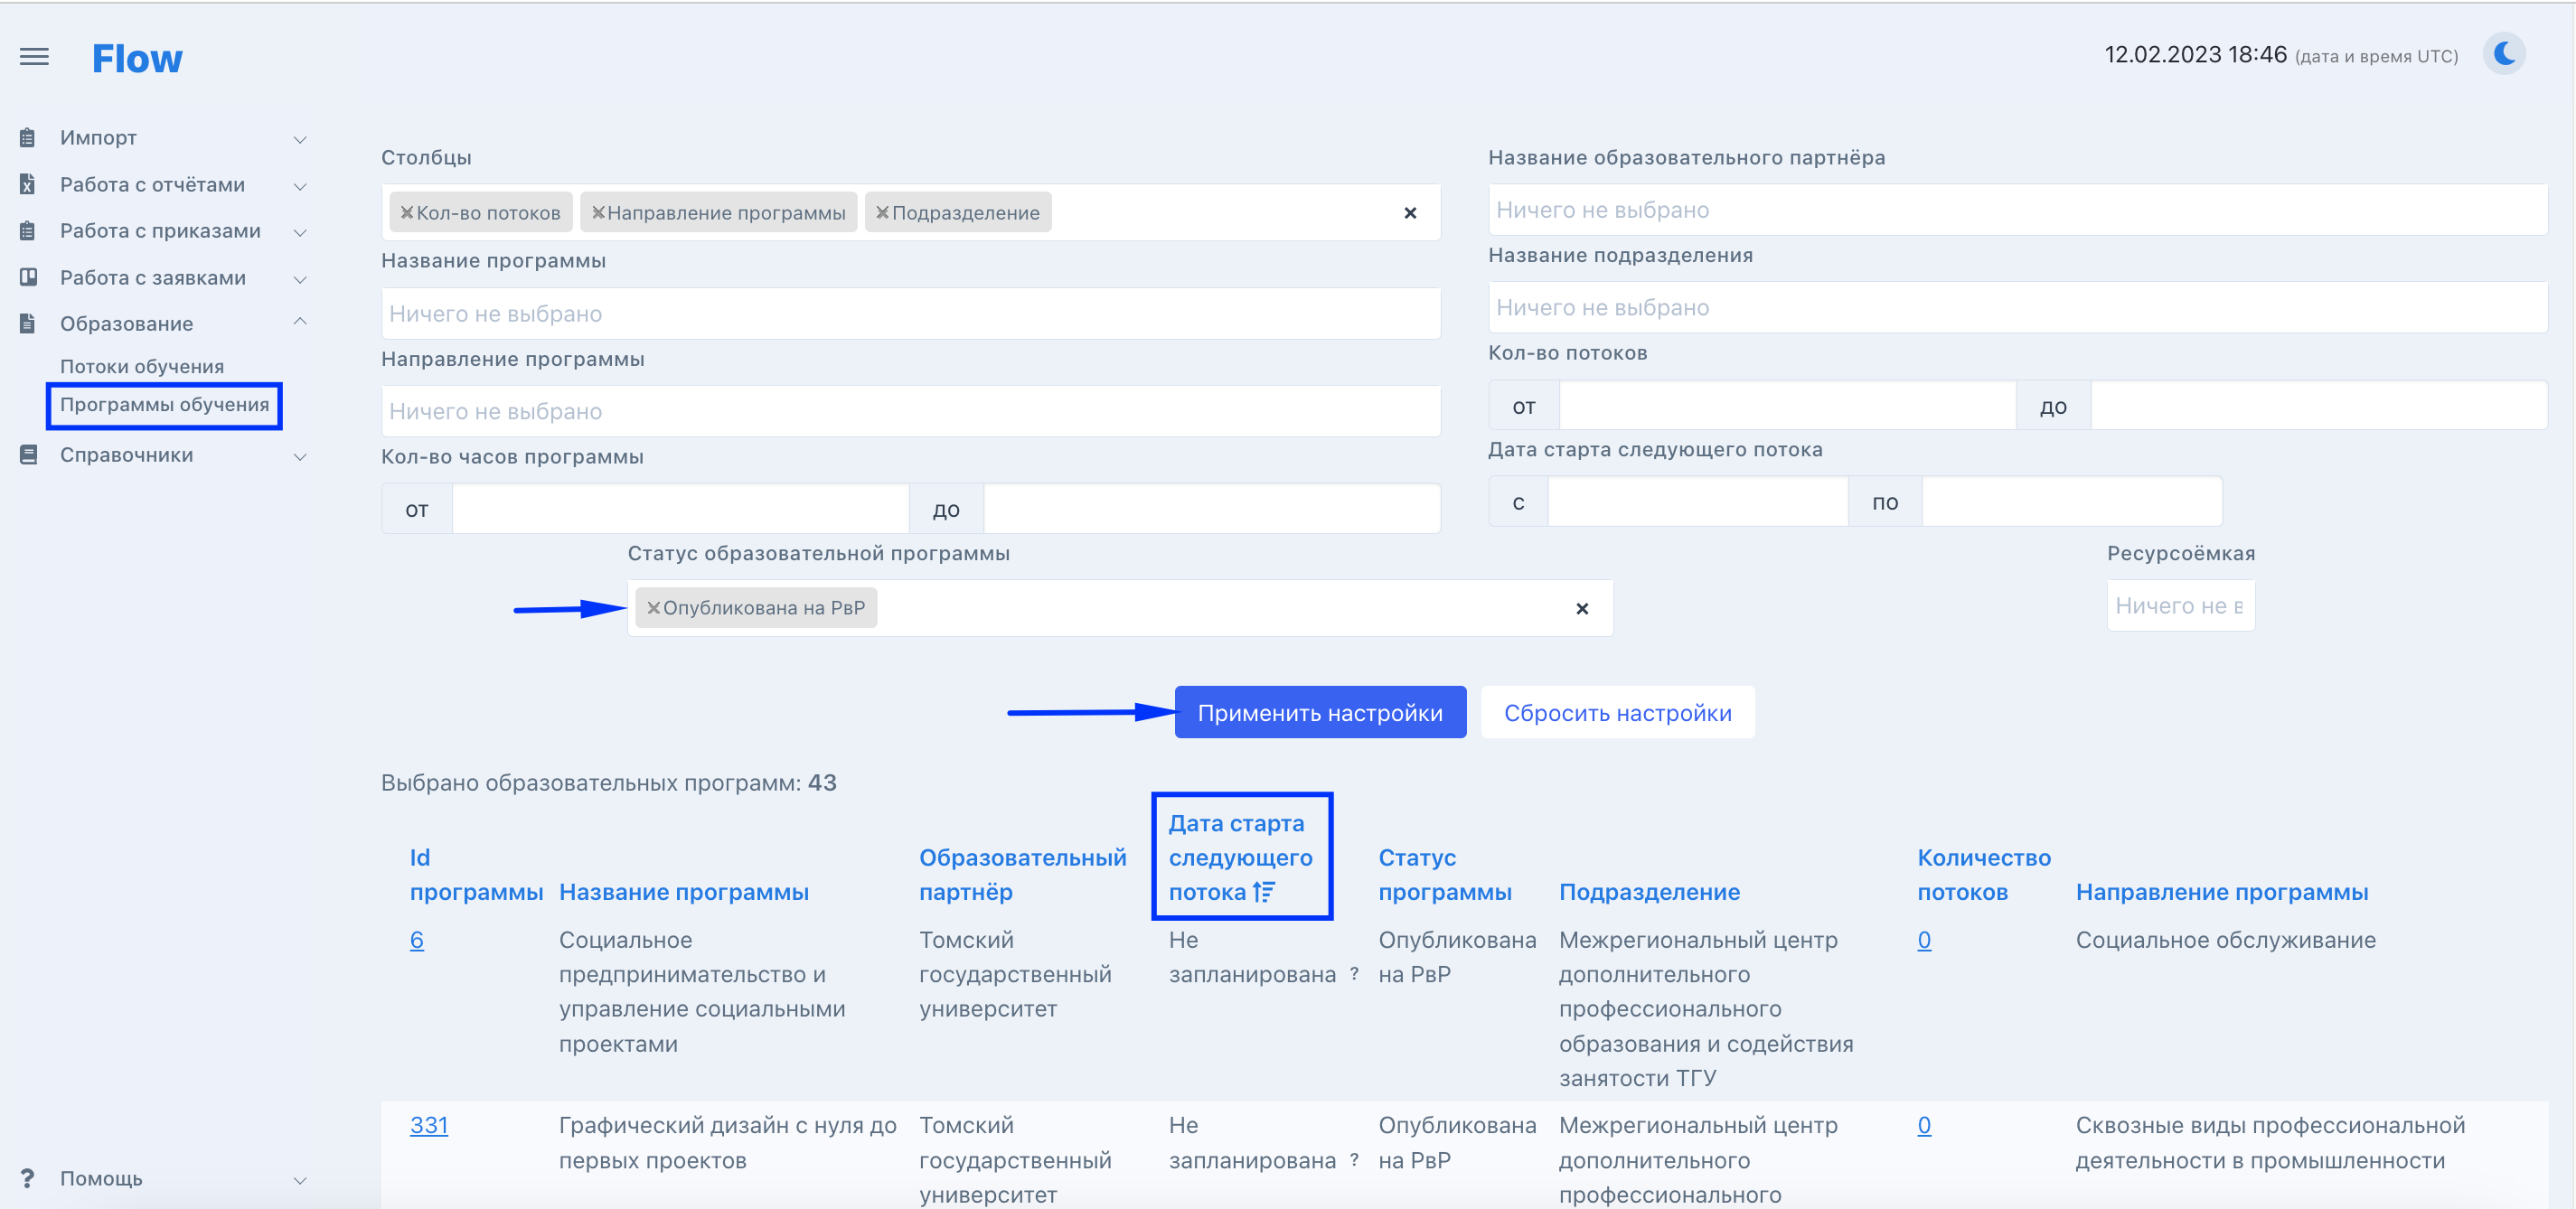 Flow
12.02.2023 18:46 (дата и время UTC)
Импорт
Работа с отчётами
Работа с приказами
Работа с заявками
Образование
Потоки обучения
Программы обучения
Справочники
Помощь
Столбцы
Кол-во потоков Направление программы Подразделение
Название программы
Ничего не выбрано
Направление программы
Ничего не выбрано
Кол-во часов программы
от до
Название образовательного партнёра
Ничего не выбрано
Название подразделения
Ничего не выбрано
Кол-во потоков
от до
Дата старта следующего потока
с по
Статус образовательной программы
Опубликована на РвР
Ресурсоёмкая
Ничего не в
Применить настройки Сбросить настройки
Выбрано образовательных программ: 43
Id
программы
Название программы
Образовательный
партнёр
Дата старта
следующего
потока
Статус
программы
Подразделение
Количество
потоков
Направление программы
6
Социальное
предпринимательство и
управление социальными
проектами
Томский
государственный
университет
Не
запланирована ?
Опубликована
на РвР
Межрегиональный центр
дополнительного
профессионального
образования и содействия
занятости ТГУ
0
Социальное обслуживание
331
Графический дизайн с нуля до
первых проектов
Томский
государственный
университет
Не
запланирована ?
Опубликована
на РвР
Межрегиональный центр
дополнительного
профессионального
0
Сквозные виды профессиональной
деятельности в промышленности